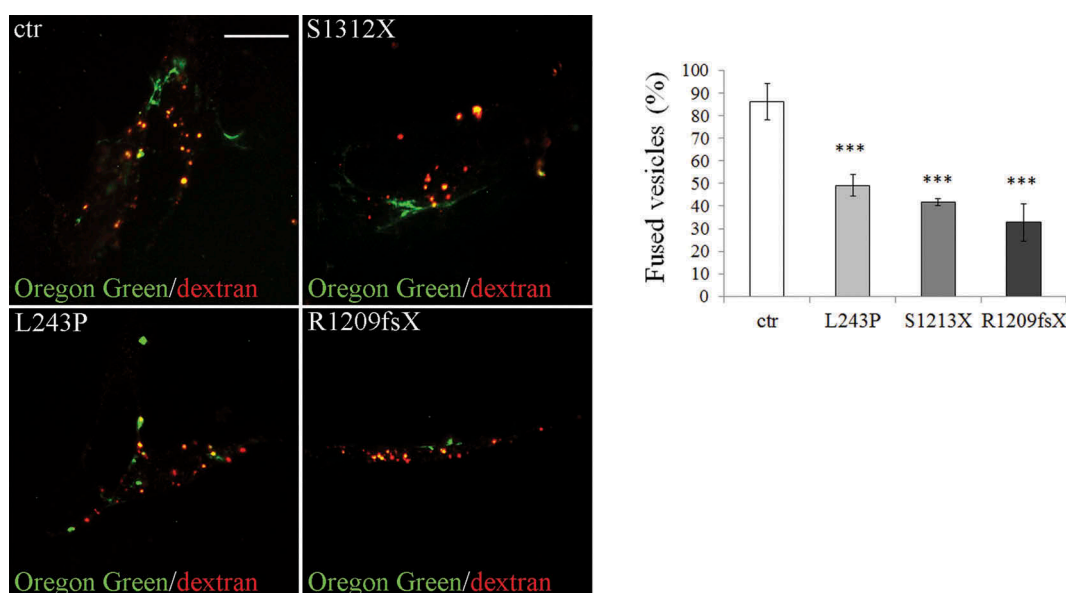 ctr
S1312X
Oregon Green/dextran
Oregon Green/dextran
L243P
R1209fsX
Oregon Green/dextran
Oregon Green/dextran
Fused vesicles (%)
100
90
80
70
60
50
40
30
20
10
0
***
***
***
ctr
L243P
S1213X
R1209fsX